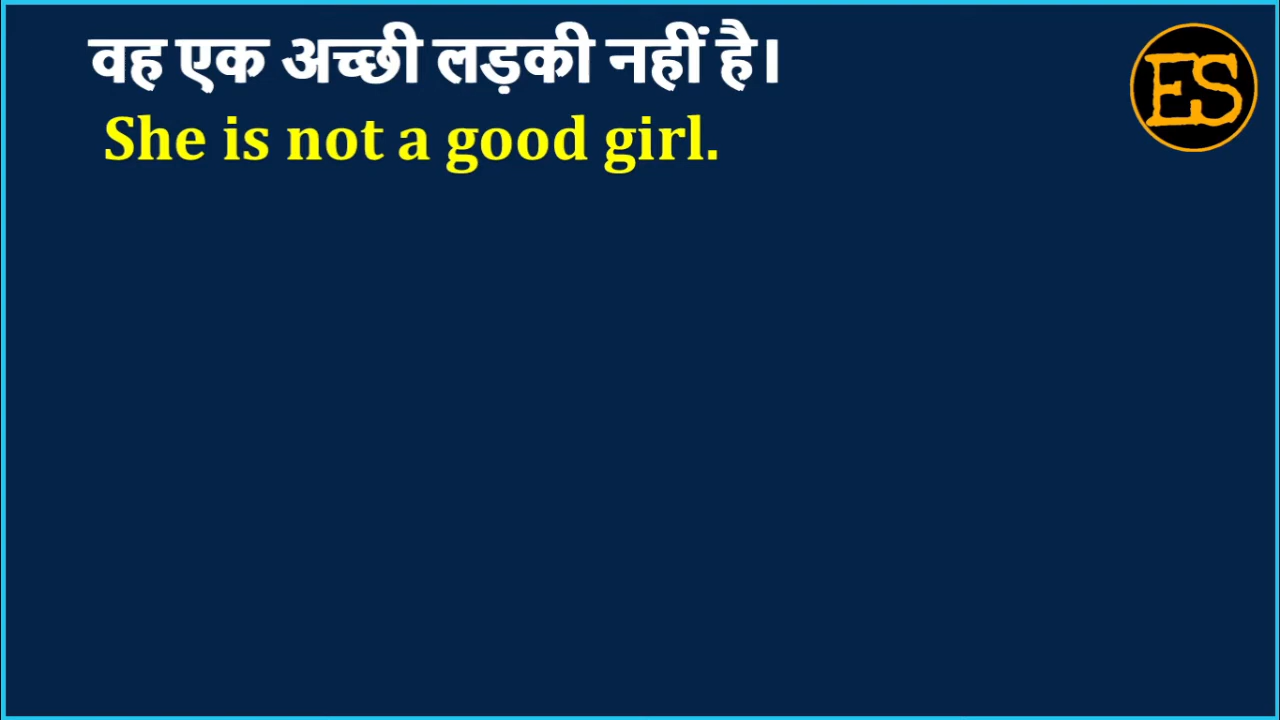 वह एक अच्छी लड़की नहीं है।
She is not a good girl.
ES